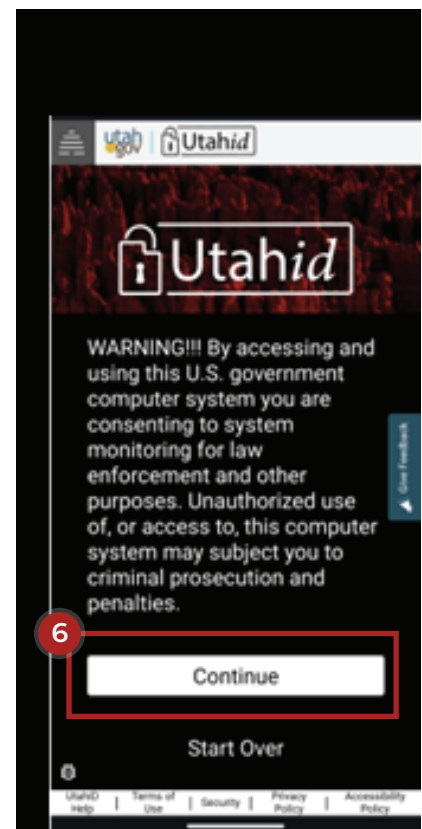 utah gov Utahid
Utahid
WARNING!!! By accessing and
using this U.S. government
computer system you are
consenting to system
monitoring for law
enforcement and other
purposes. Unauthorized use
of, or access to, this computer
system may subject you to
criminal prosecution and
penalties.
Give Feedback
6
Continue
Start Over
UtahID Help | Terms of Use | Security | Privacy Policy | Accessibility Policy